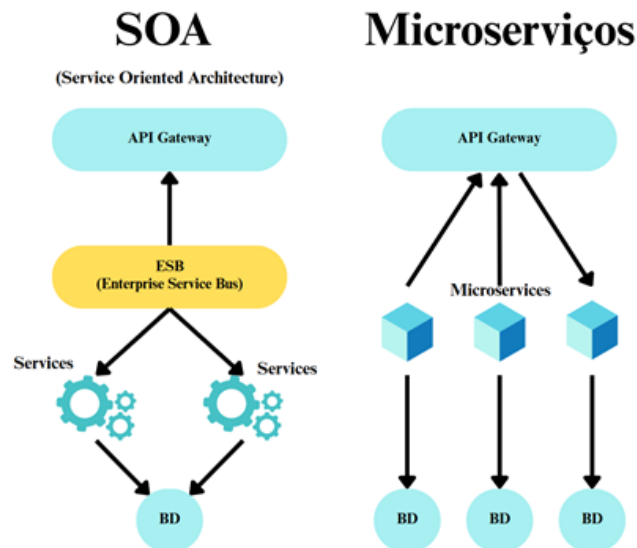 SOA
(Service Oriented Architecture)
API Gateway
ESB
(Enterprise Service Bus)
Services
Services
BD
Microserviços
API Gateway
Microservices
BD
BD
BD